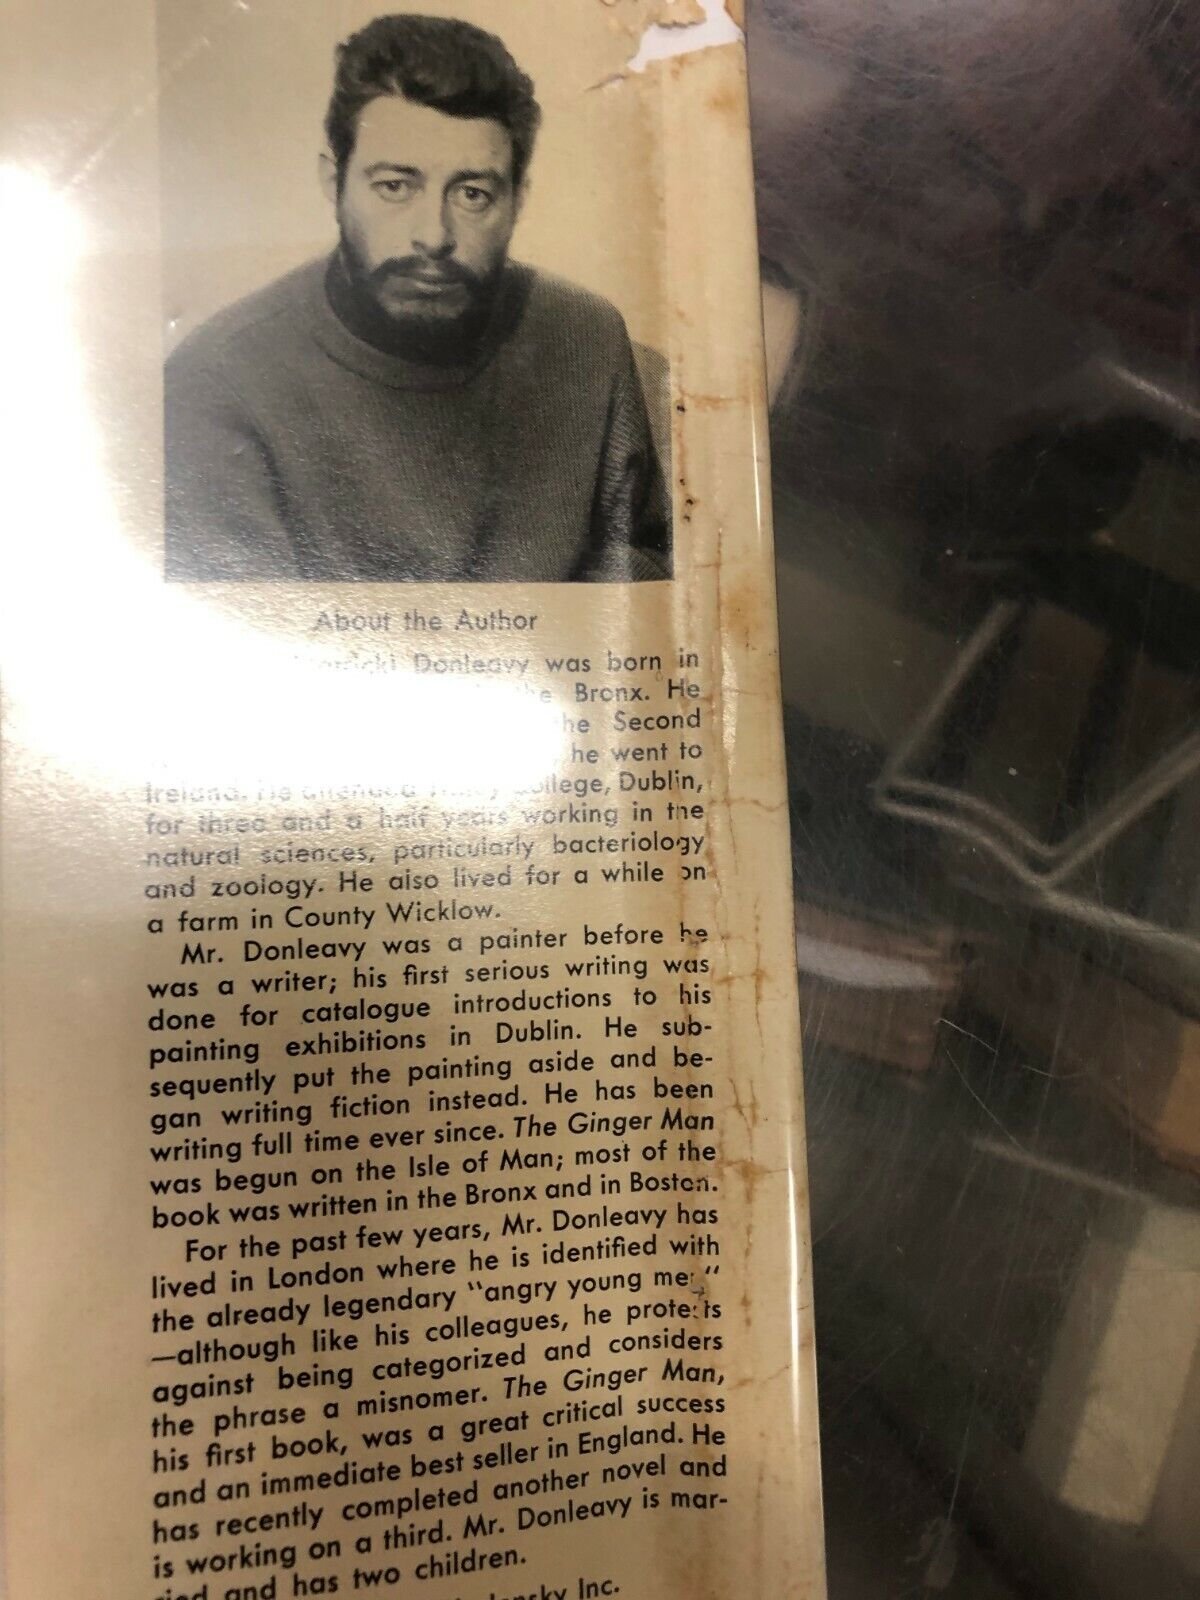 About the Author
Donleavy was born in
the Bronx. He
the Second
he went to
Ireland. He attended Trinity College, Dublin,
for three and a half years working in the
natural sciences, particularly bacteriology
and zoology. He also lived for a while on
a farm in County Wicklow.
Mr. Donleavy was a painter before he
was a writer; his first serious writing was
done for catalogue introductions to his
painting exhibitions in Dublin. He sub-
sequently put the painting aside and be-
gan writing fiction instead. He has been
writing full time ever since. The Ginger Man
was begun on the Isle of Man; most of the
book was written in the Bronx and in Boston.
For the past few years, Mr. Donleavy has
lived in London where he is identified with
the already legendary "angry young men"
—although like his colleagues, he protests
against being categorized and considers
the phrase a misnomer. The Ginger Man,
his first book, was a great critical success
and an immediate best seller in England. He
has recently completed another novel and
is working on a third. Mr. Donleavy is mar-
ried and has two children.
Inc.